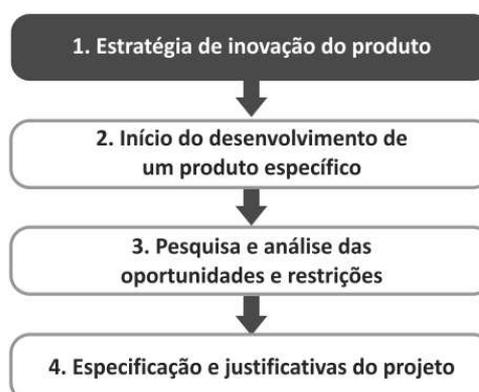 1. Estratégia de inovação do produto
2. Início do desenvolvimento de
um produto específico
3. Pesquisa e análise das
oportunidades e restrições
4. Especificação e justificativas do projeto